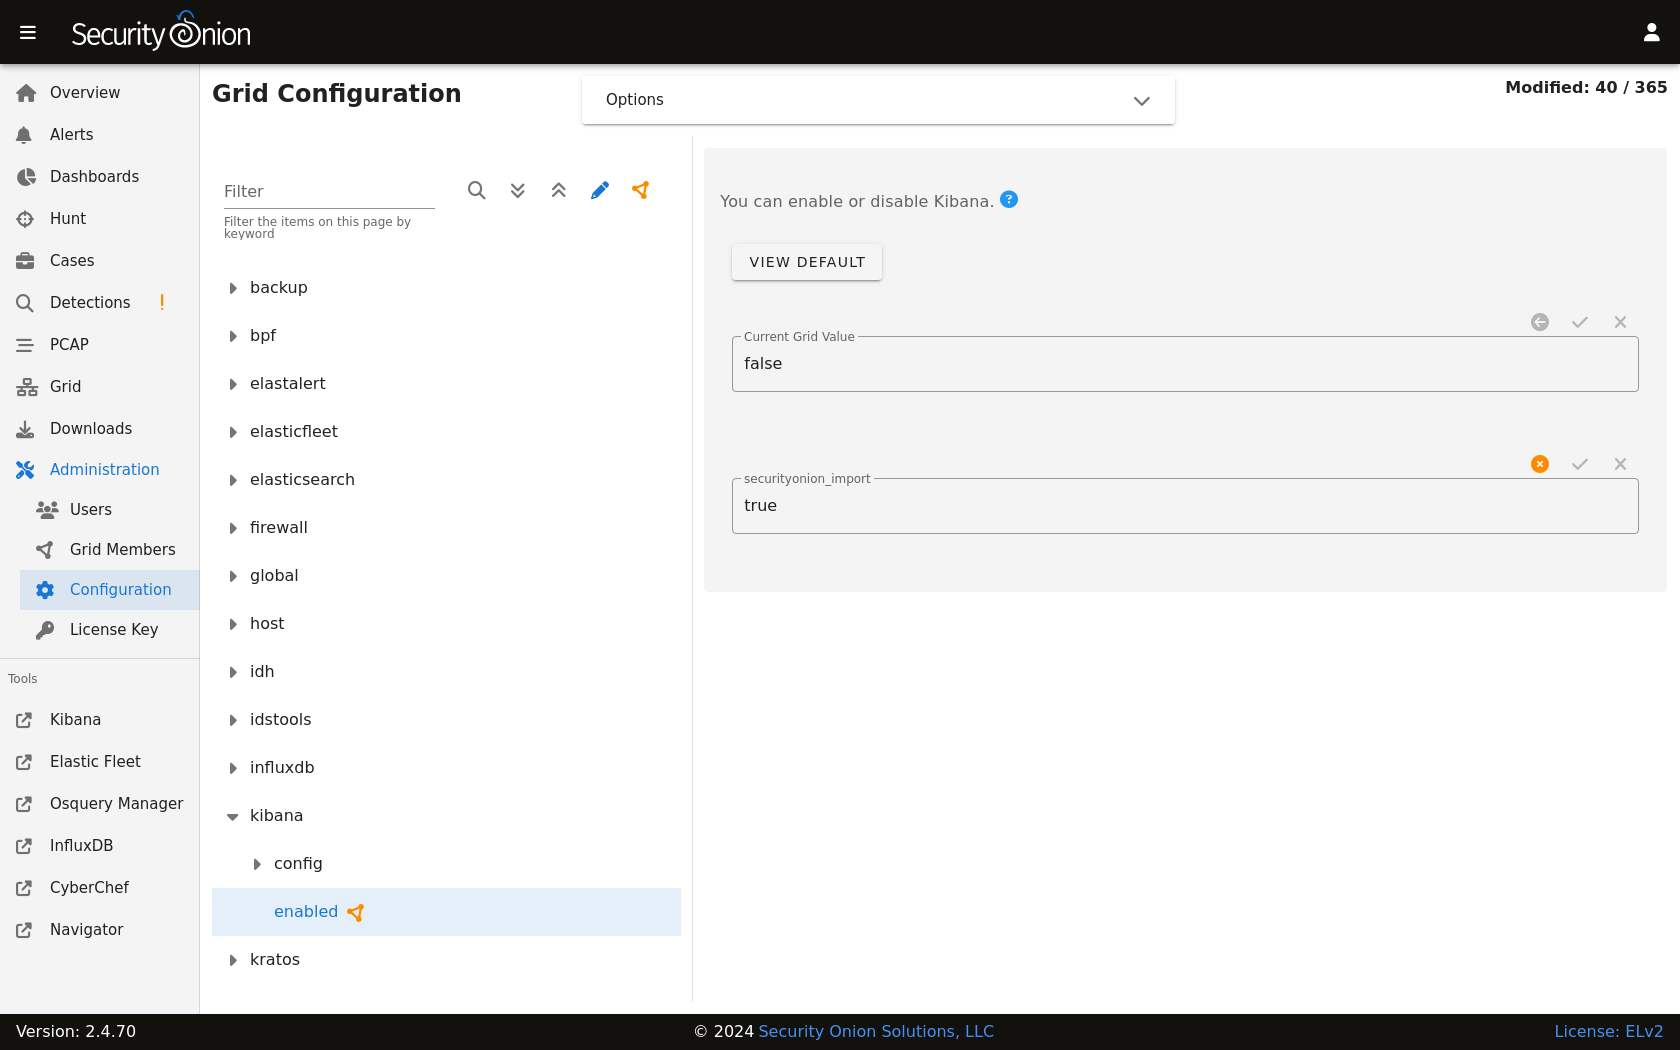 Security Onion
Overview
Alerts
Dashboards
Hunt
Cases
Detections !
PCAP
Grid
Downloads
Administration
Users
Grid Members
Configuration
License Key
Tools
Kibana
Elastic Fleet
Osquery Manager
InfluxDB
CyberChef
Navigator
Grid Configuration
Options
Modified: 40 / 365
Filter
Filter the items on this page by
keyword
backup
bpf
elastalert
elasticfleet
elasticsearch
firewall
global
host
idh
idstools
influxdb
kibana
config
enabled
kratos
You can enable or disable Kibana. ?
VIEW DEFAULT
Current Grid Value
false
securityonion_import
true
Version: 2.4.70
© 2024 Security Onion Solutions, LLC
License: ELv2